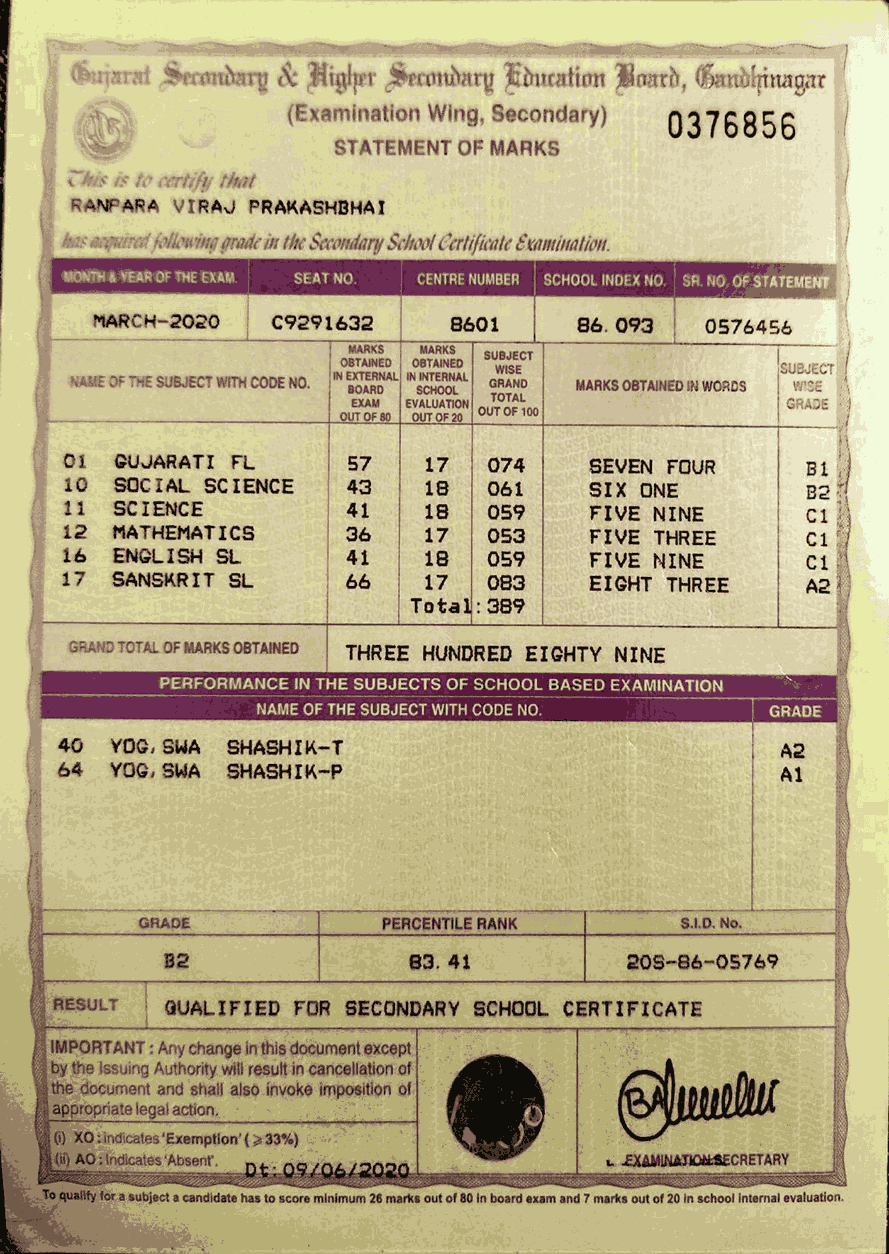 Gujarat Secondary & Higher Secondary Education Board, Gandhinagar
(Examination Wing, Secondary)
0376856
STATEMENT OF MARKS
This is to certify that
RANPARA VIRAJ PRAKASHBHAI
has acquired following grade in the Secondary School Certificate Examination.
MONTH & YEAR OF THE EXAM. SEAT NO. CENTRE NUMBER SCHOOL INDEX NO. SR. NO. OF STATEMENT
MARCH-2020 C9291632 8601 86.093 0576456
NAME OF THE SUBJECT WITH CODE NO. MARKS OBTAINED IN EXTERNAL BOARD EXAM OUT OF 80 MARKS OBTAINED IN INTERNAL SCHOOL EVALUATION OUT OF 20 SUBJECT WISE GRAND TOTAL OUT OF 100 MARKS OBTAINED IN WORDS SUBJECT WISE GRADE
01 GUJARATI FL 57 17 074 SEVEN FOUR B1
10 SOCIAL SCIENCE 43 18 061 SIX ONE B2
11 SCIENCE 41 18 059 FIVE NINE C1
12 MATHEMATICS 36 17 053 FIVE THREE C1
16 ENGLISH SL 41 18 059 FIVE NINE C1
17 SANSKRIT SL 66 17 083 EIGHT THREE A2
Total:389
GRAND TOTAL OF MARKS OBTAINED THREE HUNDRED EIGHTY NINE
PERFORMANCE IN THE SUBJECTS OF SCHOOL BASED EXAMINATION
NAME OF THE SUBJECT WITH CODE NO. GRADE
40 YOG, SWA SHASHIK-T A2
64 YOG, SWA SHASHIK-P A1
GRADE PERCENTILE RANK S.I.D. No.
B2 83.41 20S-86-05769
RESULT QUALIFIED FOR SECONDARY SCHOOL CERTIFICATE
IMPORTANT : Any change in this document except
by the Issuing Authority will result in cancellation of
the document and shall also invoke imposition of
appropriate legal action.
(i) XO : Indicates 'Exemption' (≥33%)
(ii) AO : Indicates 'Absent'.
Dt:09/06/2020
EXAMINATION SECRETARY
To qualify for a subject a candidate has to score minimum 26 marks out of 80 in board exam and 7 marks out of 20 in school internal evaluation.